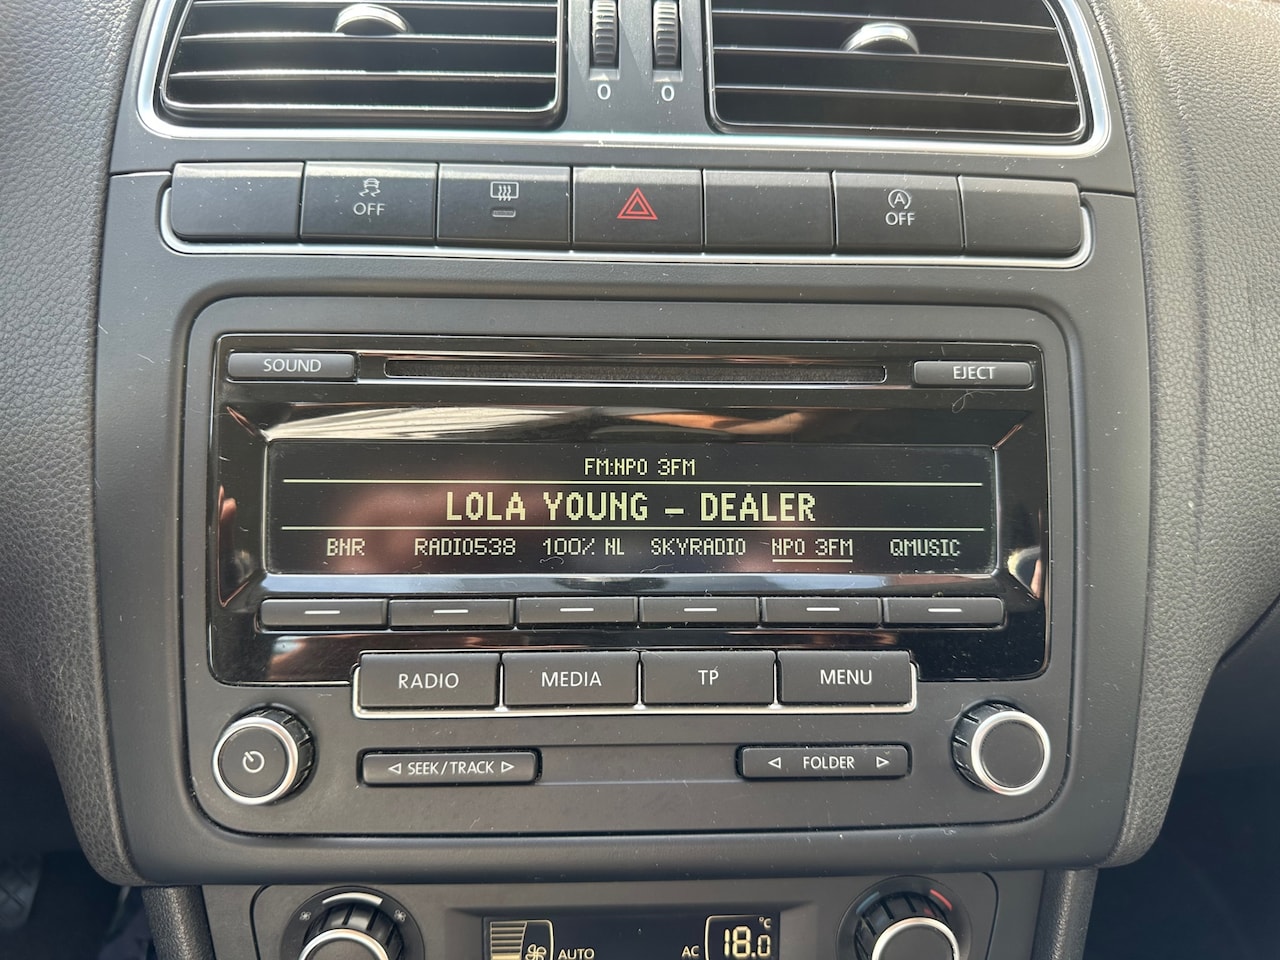 0 0
OFF
A
OFF
SOUND
EJECT
FM:NPO 3FM
LOLA YOUNG - DEALER
BNR RADIO538 100% NL SKYRADIO NPO 3FM QMUSIC
RADIO MEDIA TP MENU
SEEK / TRACK
FOLDER
AUTO AC 18.0 °C